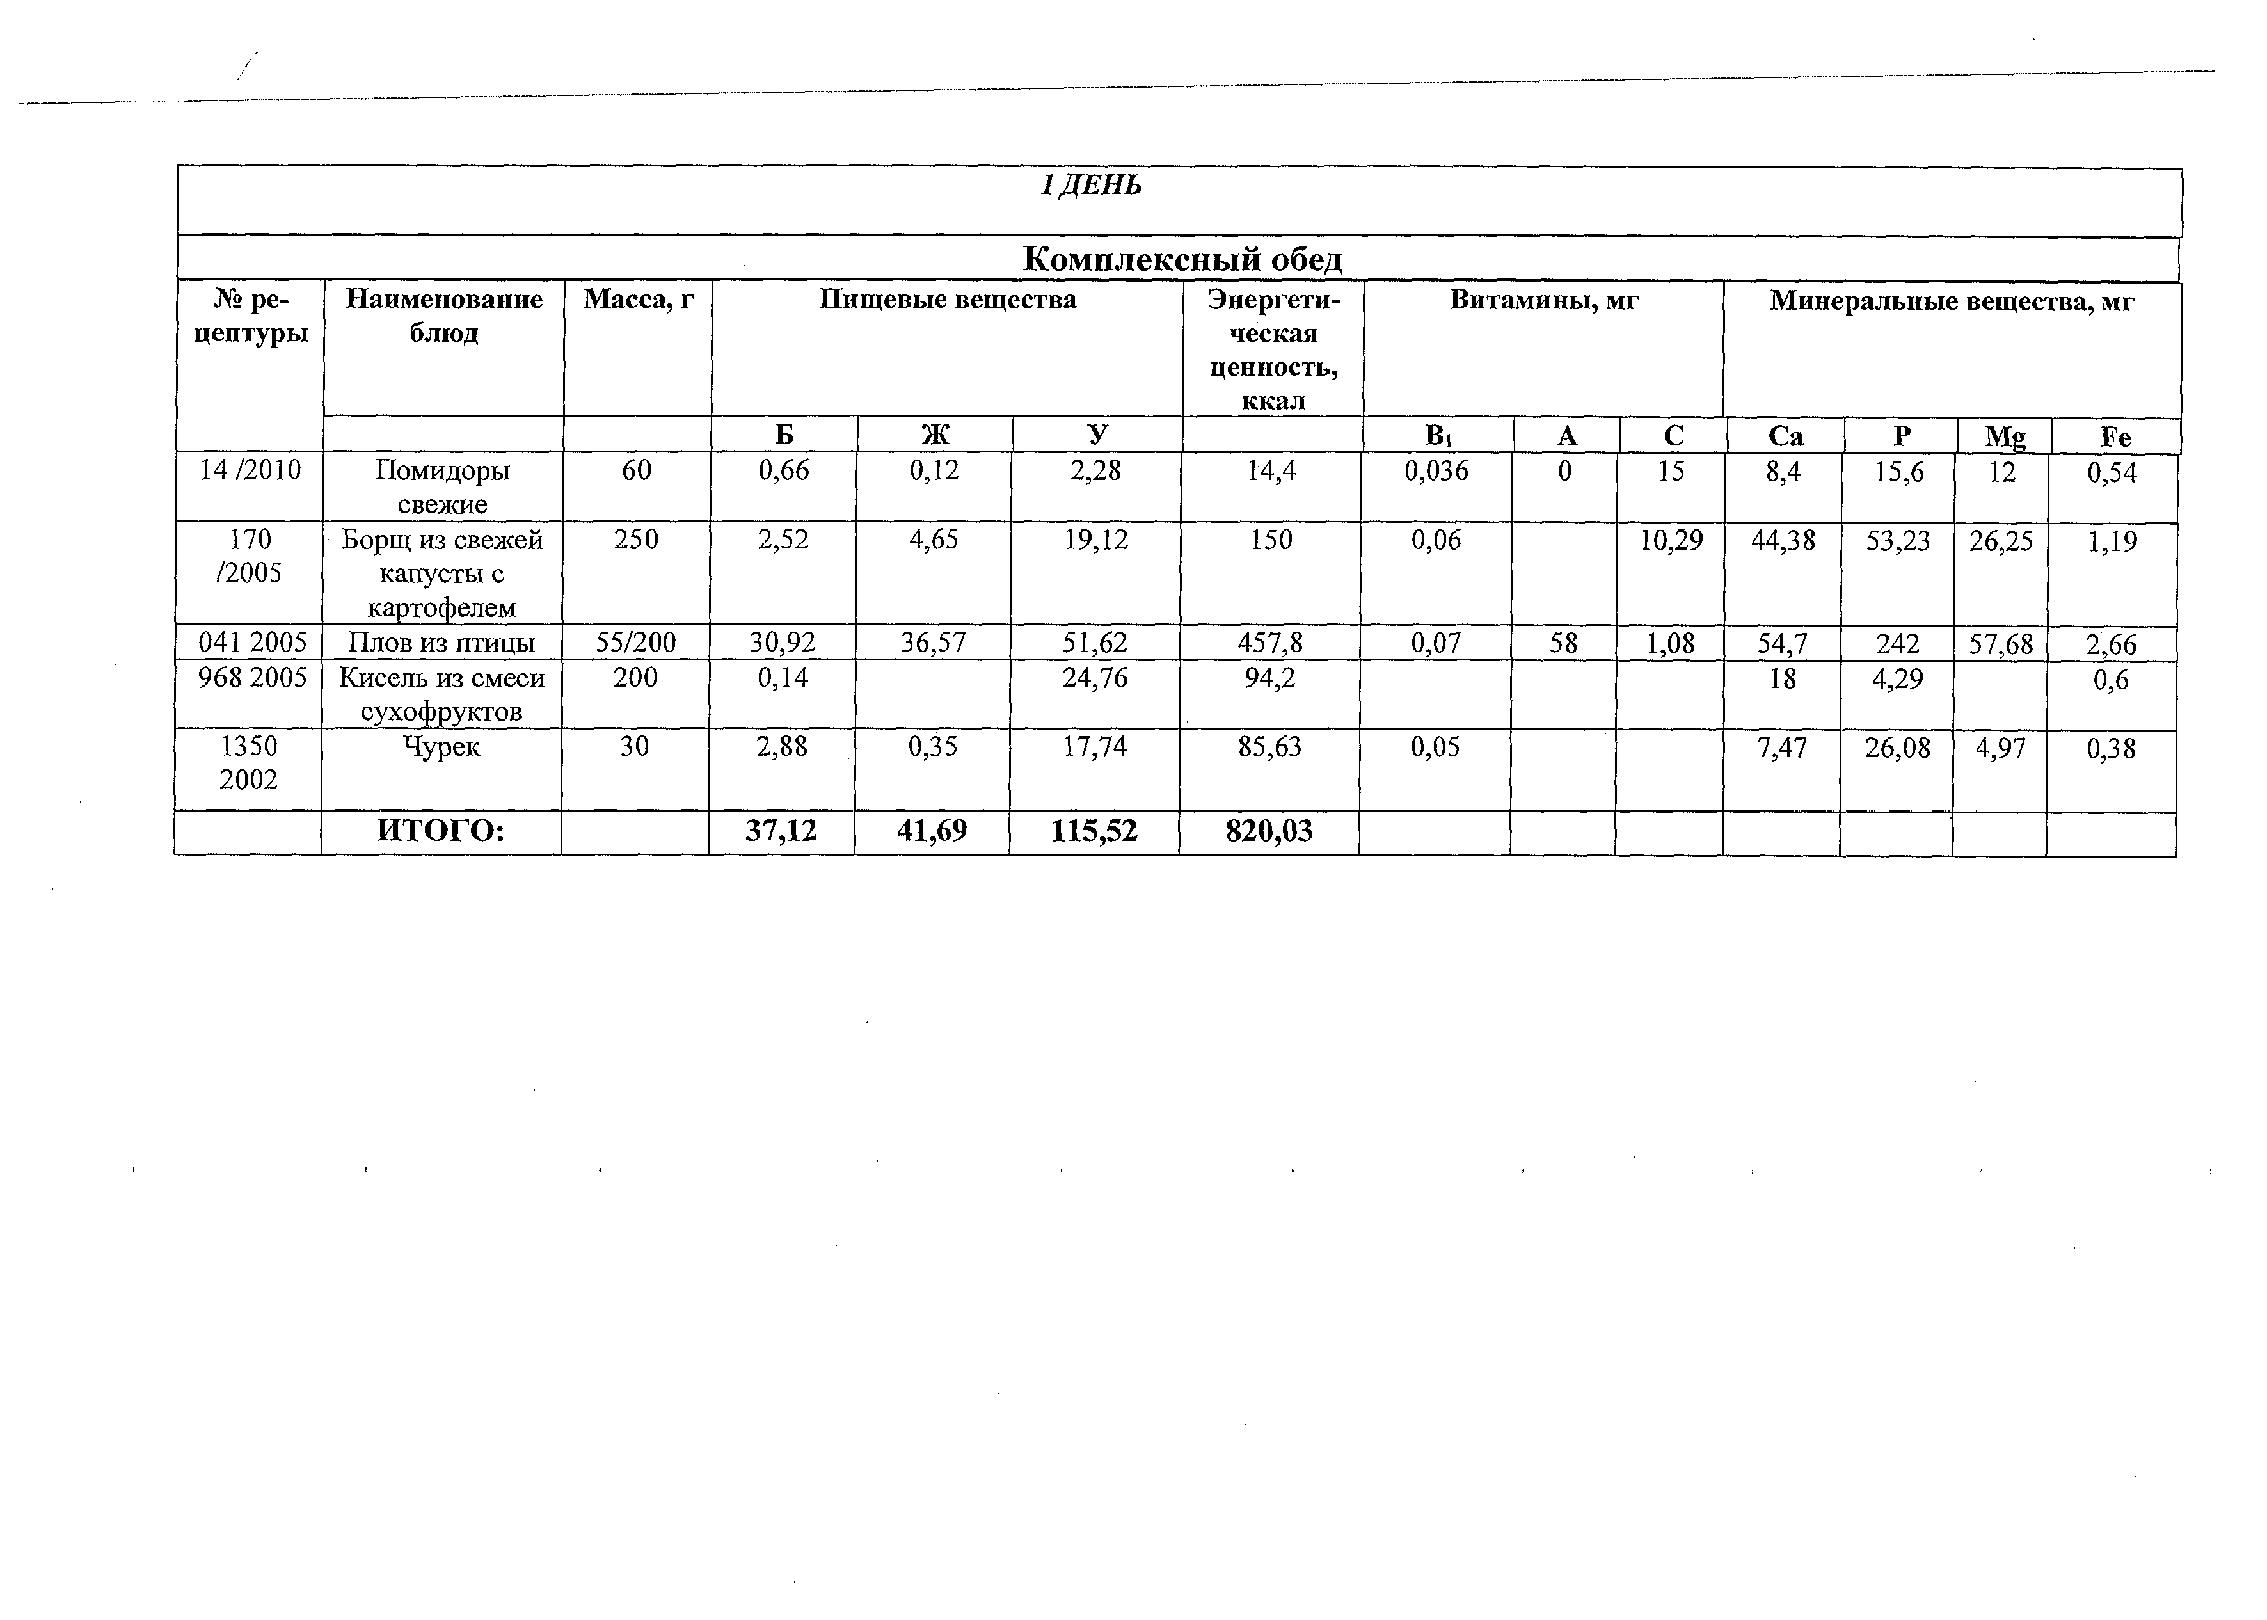 1 ДЕНЬ
Комплексный обед
№ ре- Наименование Масса, г Пищевые вещества Энергети- Витамины, мг Минеральные вещества, мг
цептуры блюд ческая
ценность,
ккал
Б Ж У В₁ А С Са Р Mg Fe
14 /2010 Помидоры 60 0,66 0,12 2,28 14,4 0,036 0 15 8,4 15,6 12 0,54
свежие
170 Борщ из свежей 250 2,52 4,65 19,12 150 0,06 10,29 44,38 53,23 26,25 1,19
/2005 капусты с
картофелем
041 2005 Плов из птицы 55/200 30,92 36,57 51,62 457,8 0,07 58 1,08 54,7 242 57,68 2,66
968 2005 Кисель из смеси 200 0,14 24,76 94,2 18 4,29 0,6
сухофруктов
1350 Чурек 30 2,88 0,35 17,74 85,63 0,05 7,47 26,08 4,97 0,38
2002
ИТОГО: 37,12 41,69 115,52 820,03